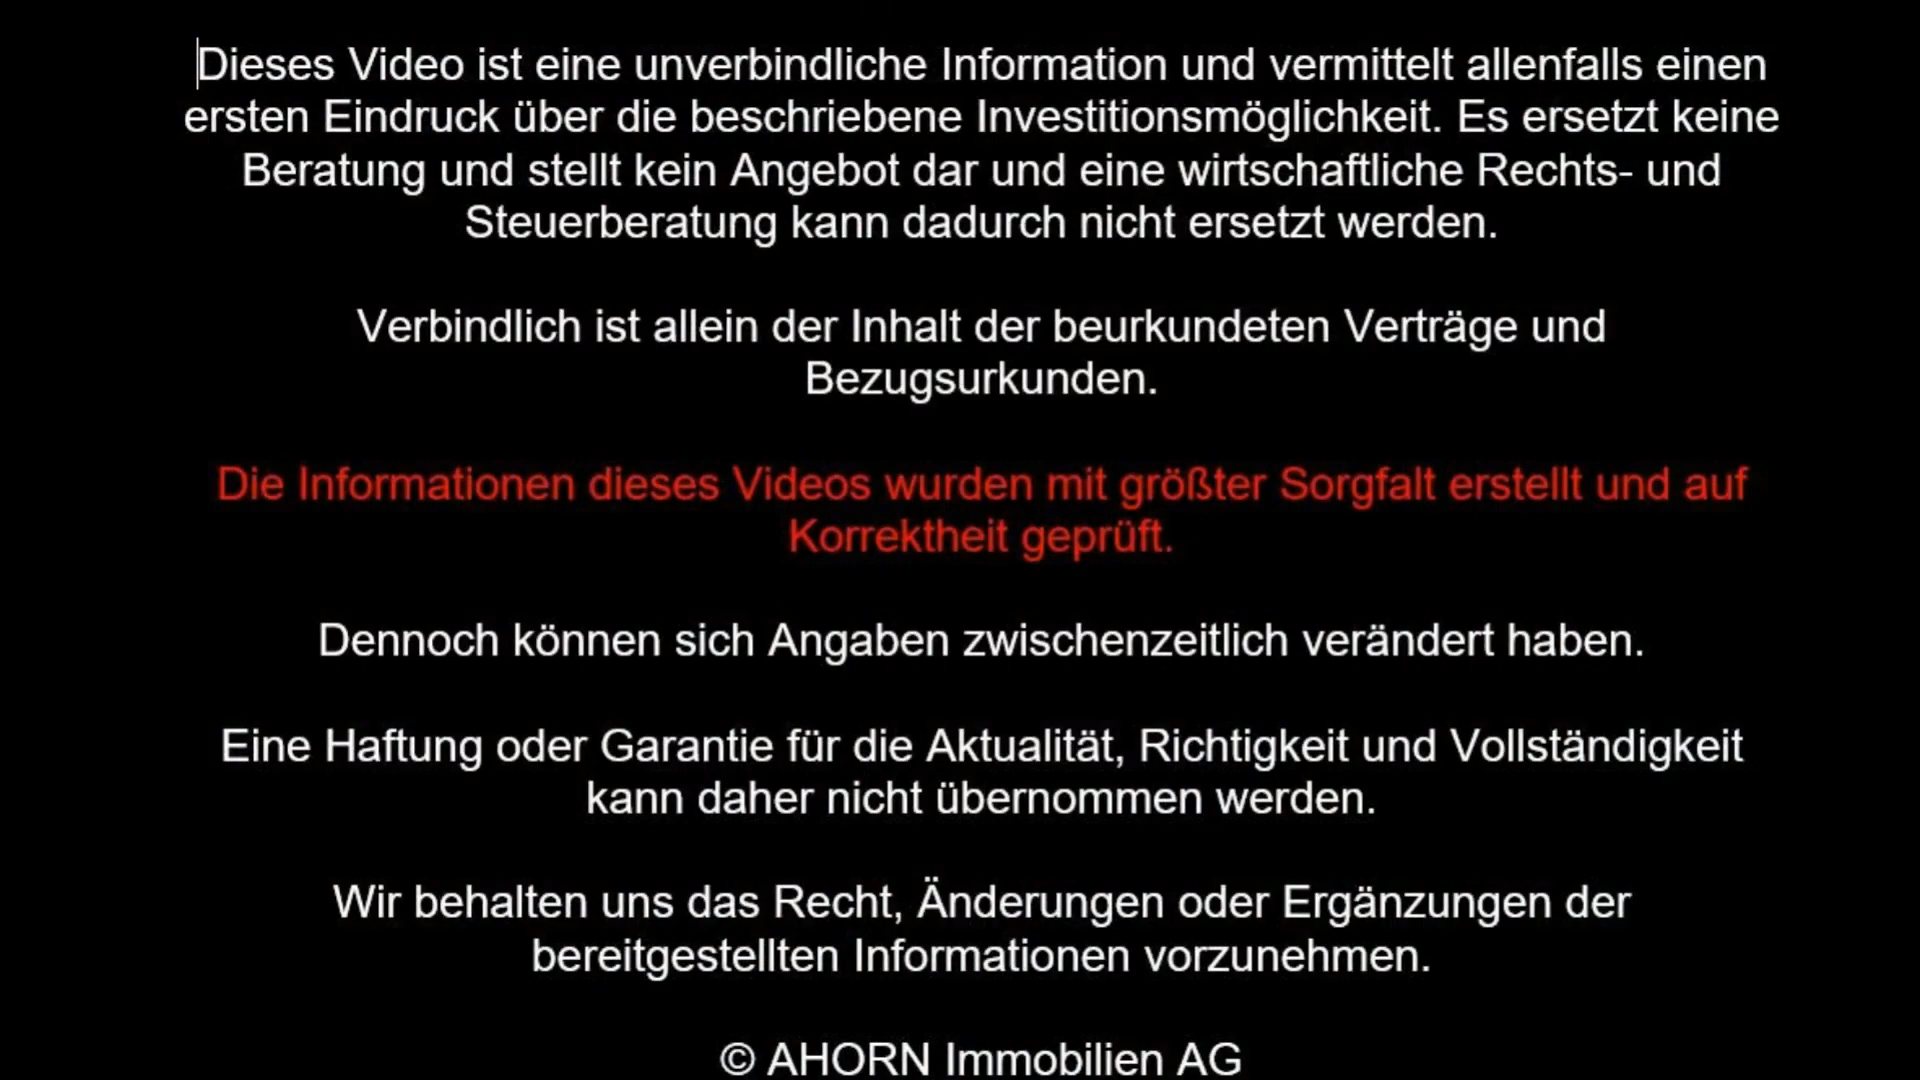 Dieses Video ist eine unverbindliche Information und vermittelt allenfalls einen
ersten Eindruck über die beschriebene Investitionsmöglichkeit. Es ersetzt keine
Beratung und stellt kein Angebot dar und eine wirtschaftliche Rechts- und
Steuerberatung kann dadurch nicht ersetzt werden.
Verbindlich ist allein der Inhalt der beurkundeten Verträge und
Bezugsurkunden.
Die Informationen dieses Videos wurden mit größter Sorgfalt erstellt und auf
Korrektheit geprüft.
Dennoch können sich Angaben zwischenzeitlich verändert haben.
Eine Haftung oder Garantie für die Aktualität, Richtigkeit und Vollständigkeit
kann daher nicht übernommen werden.
Wir behalten uns das Recht, Änderungen oder Ergänzungen der
bereitgestellten Informationen vorzunehmen.
© AHORN Immobilien AG